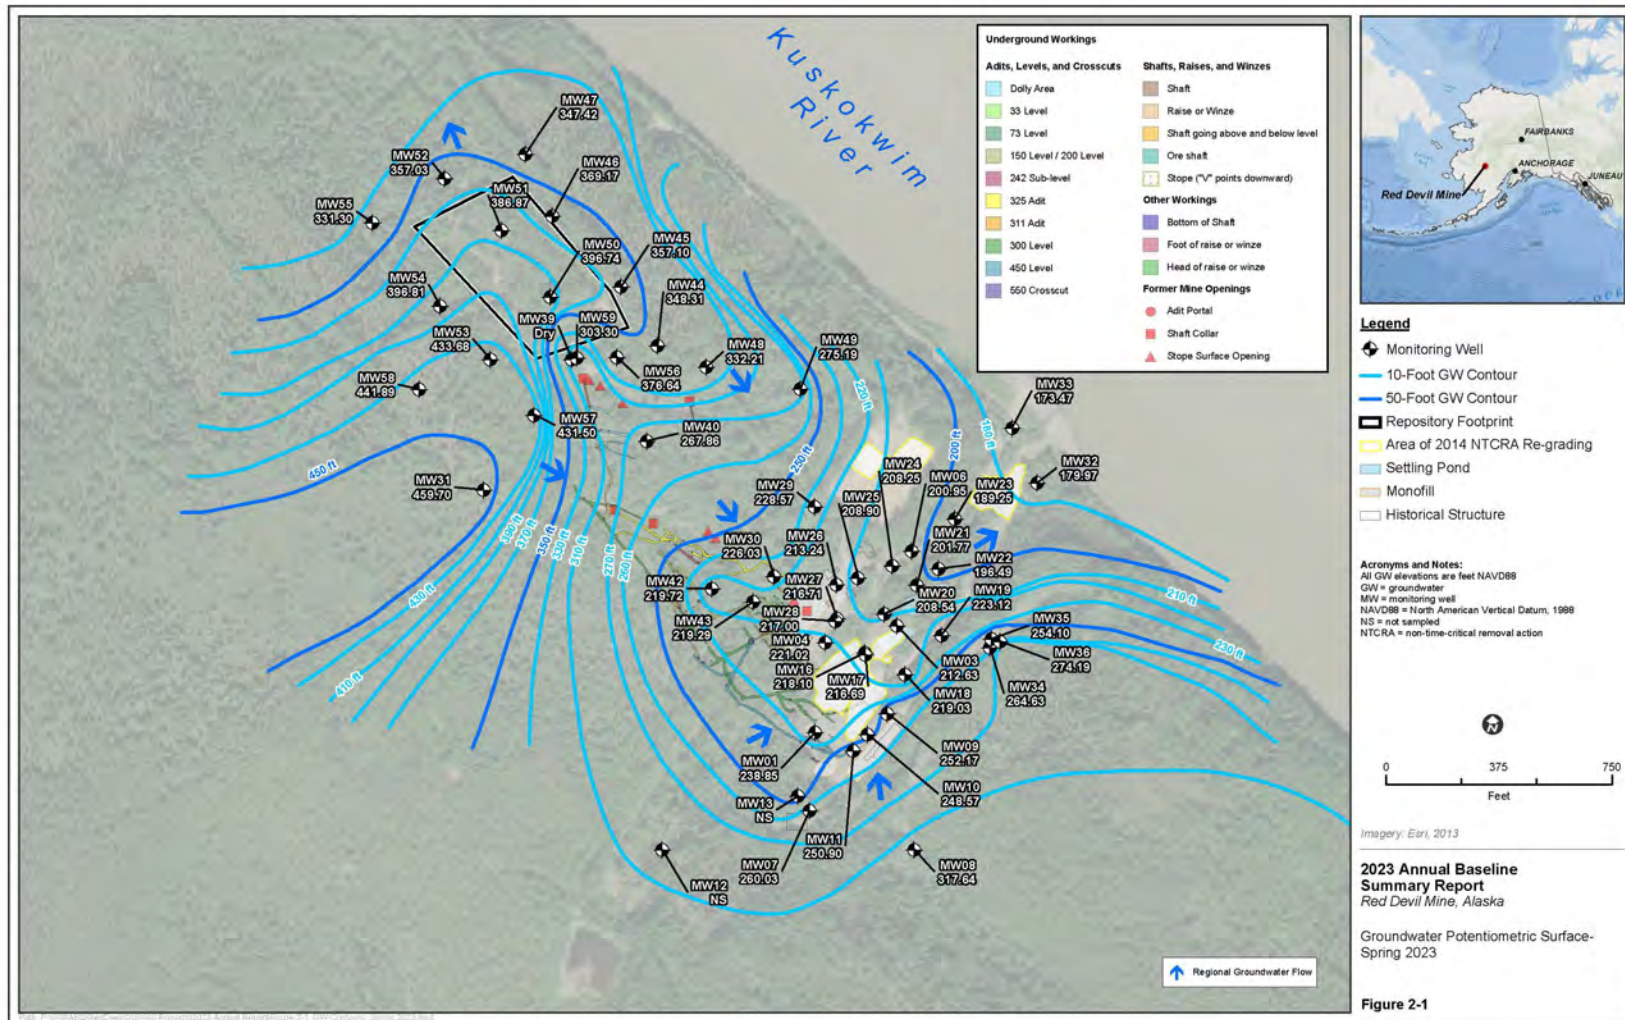 Kuskokwim
River
MW47
347.42
MW52
357.03
MW46
369.17
MW51
386.87
MW55
331.30
MW50
396.74
MW45
357.10
MW54
396.81
MW44
348.31
MW39
Dry
MW59
303.30
MW53
433.68
MW48
332.21
MW49
275.19
MW56
376.64
MW58
441.89
MW33
173.47
MW57
431.50
MW40
267.86
MW31
459.70
MW24
208.25
MW06
200.95
MW32
179.97
MW29
228.57
MW25
208.90
MW23
189.25
MW30
226.03
MW26
213.24
MW21
201.77
MW22
196.49
MW42
219.72
MW27
216.71
MW20
208.54
MW19
223.12
MW43
219.29
MW28
217.00
MW35
254.10
MW04
221.02
MW36
274.19
MW16
218.10
MW17
216.69
MW03
212.63
MW34
264.63
MW18
219.03
MW01
238.85
MW09
252.17
MW13
NS
MW10
248.57
MW11
250.90
MW07
260.03
MW08
317.64
MW12
NS
450 ft
430 ft
410 ft
390 ft
370 ft
350 ft
330 ft
310 ft
270 ft
260 ft
250 ft
220 ft
200 ft
180 ft
210 ft
230 ft
Underground Workings
Adits, Levels, and Crosscuts
Dolly Area
33 Level
73 Level
150 Level / 200 Level
242 Sub-level
325 Adit
311 Adit
300 Level
450 Level
550 Crosscut
Shafts, Raises, and Winzes
Shaft
Raise or Winze
Shaft going above and below level
Ore shaft
Stope ("V" points downward)
Other Workings
Bottom of Shaft
Foot of raise or winze
Head of raise or winze
Former Mine Openings
Adit Portal
Shaft Collar
Stope Surface Opening
Regional Groundwater Flow
FAIRBANKS
ANCHORAGE
JUNEAU
Red Devil Mine
Legend
Monitoring Well
10-Foot GW Contour
50-Foot GW Contour
Repository Footprint
Area of 2014 NTCRA Re-grading
Settling Pond
Monofill
Historical Structure
Acronyms and Notes:
All GW elevations are feet NAVD88
GW = groundwater
MW = monitoring well
NAVD88 = North American Vertical Datum, 1988
NS = not sampled
NTCRA = non-time-critical removal action
N
0 375 750
Feet
Imagery: Esri, 2013
2023 Annual Baseline
Summary Report
Red Devil Mine, Alaska
Groundwater Potentiometric Surface-
Spring 2023
Figure 2-1